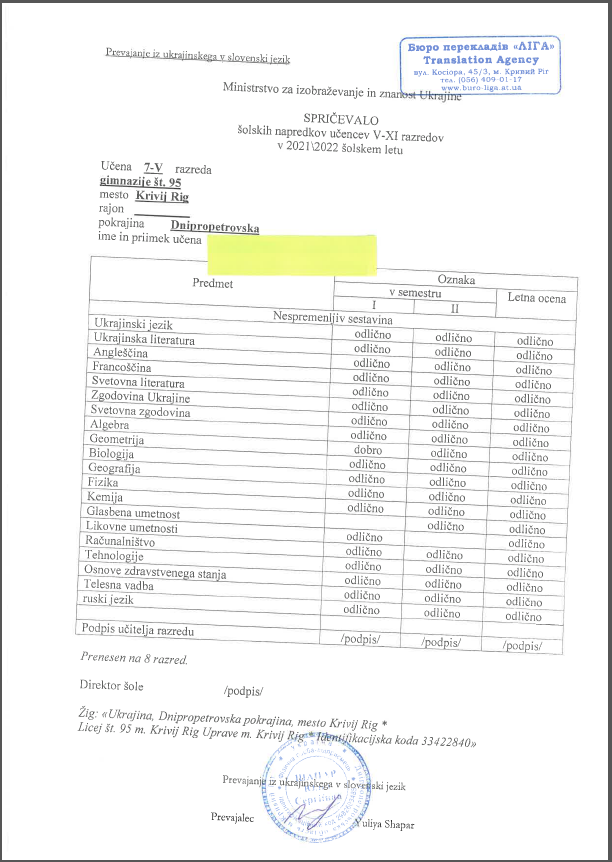 Prevajanje iz ukrajinskega v slovenski jezik
Бюро перекладів «ЛІГА»
Translation Agency
вул. Косіора, 45/3, м. Кривий Ріг
тел. (056) 409-01-17
www.buro-liga.at.ua
Ministrstvo za izobraževanje in znanost Ukrajine
SPRIČEVALO
šolskih napredkov učencev V-XI razredov
v 2021\2022 šolskem letu
Učena 7-V razreda
gimnazije št. 95
mesto Krivij Rig
rajon
pokrajina Dnipropetrovska
ime in priimek učena
Predmet Oznaka
v semestru Letna ocena
I II
Nespremenljiv sestavina
Ukrajinski jezik odlično odlično odlično
Ukrajinska literatura odlično odlično odlično
Angleščina odlično odlično odlično
Francoščina odlično odlično odlično
Svetovna literatura odlično odlično odlično
Zgodovina Ukrajine odlično odlično odlično
Svetovna zgodovina odlično odlično odlično
Algebra odlično odlično odlično
Geometrija dobro odlično odlično
Biologija odlično odlično odlično
Geografija odlično odlično odlično
Fizika odlično odlično odlično
Kemija odlično odlično odlično
Glasbena umetnost odlično odlično
Likovne umetnosti odlično odlično
Računalništvo odlično odlično odlično
Tehnologije odlično odlično odlično
Osnove zdravstvenega stanja odlično odlično odlično
Telesna vadba odlično odlično odlično
ruski jezik odlično odlično odlično
Podpis učitelja razredu /podpis/ /podpis/ /podpis/
Prenesen na 8 razred.
Direktor šole /podpis/
Žig: «Ukrajina, Dnipropetrovska pokrajina, mesto Krivij Rig *
Licej št. 95 m. Krivij Rig Uprave m. Krivij Rig * Identifikacijska koda 33422840»
Prevajanje iz ukrajinskega v slovenski jezik
Prevajalec Yuliya Shapar